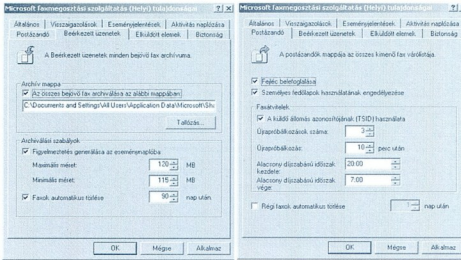 Microsoft faxmegosztási szolgáltatás (Helyi) tulajdonságai
Általános Visszaigazolások Eseményjelentések Aktivitás naplózása
Postázandó Beérkezett üzenetek Elküldött elemek Biztonság
A Beérkezett üzenetek minden bejövő fax archívuma.
Archív mappa
Az összes bejövő fax archiválása az alábbi mappában:
C:\Documents and Settings\All Users\Application Data\Microsoft\Sha
Tallózás...
Archiválási szabályok
Figyelmeztetés generálása az eseménynaplóba
Maximális méret: 120 MB
Minimális méret: 115 MB
Faxok automatikus törlése 90 nap után
OK Mégse Alkalmaz
Microsoft faxmegosztási szolgáltatás (Helyi) tulajdonságai
Általános Visszaigazolások Eseményjelentések Aktivitás naplózása
Postázandó Beérkezett üzenetek Elküldött elemek Biztonság
A postázandók mappája az összes kimenő fax várólistája.
Fejléc belefoglalása
Személyes fedőlapok használatának engedélyezése
Faxátvitelek
A küldő állomás azonosítójának (TSID) használata
Újrapróbálkozások száma: 3
Újrapróbálkozás: 10 perc után
Alacsony díjszabású időszak kezdete: 20:00
Alacsony díjszabású időszak vége: 7:00
Régi faxok automatikus törlése nap után
OK Mégse Alkalmaz